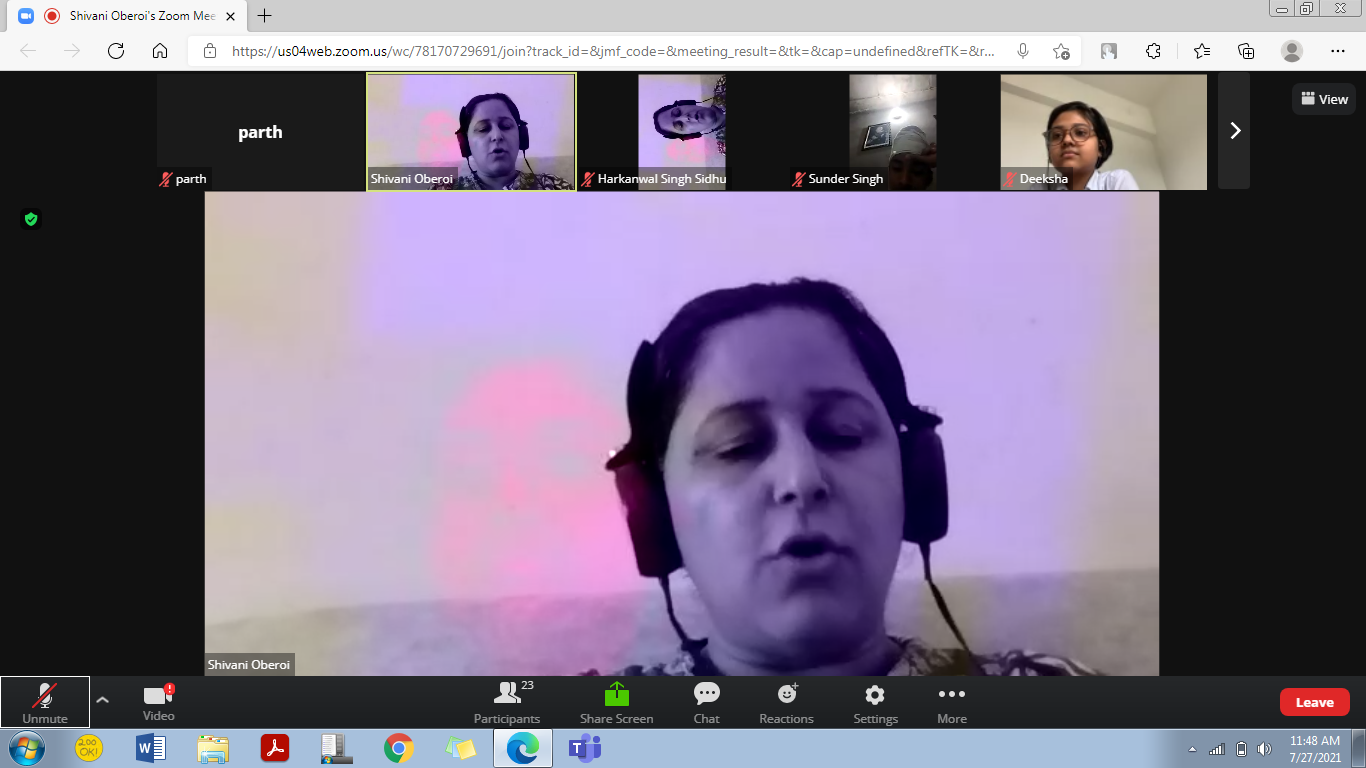 Shivani Oberoi's Zoom Mee
https://us04web.zoom.us/wc/78170729691/join?track_id=&jmf_code=&meeting_result=&tk=&cap=undefined&refTK=&r...
View
parth
parth
Shivani Oberoi
Harkanwal Singh Sidhu
Sunder Singh
Deeksha
Shivani Oberoi
Unmute
Video
Participants
23
Share Screen
Chat
Reactions
Settings
More
Leave
200 OK!
11:48 AM
7/27/2021